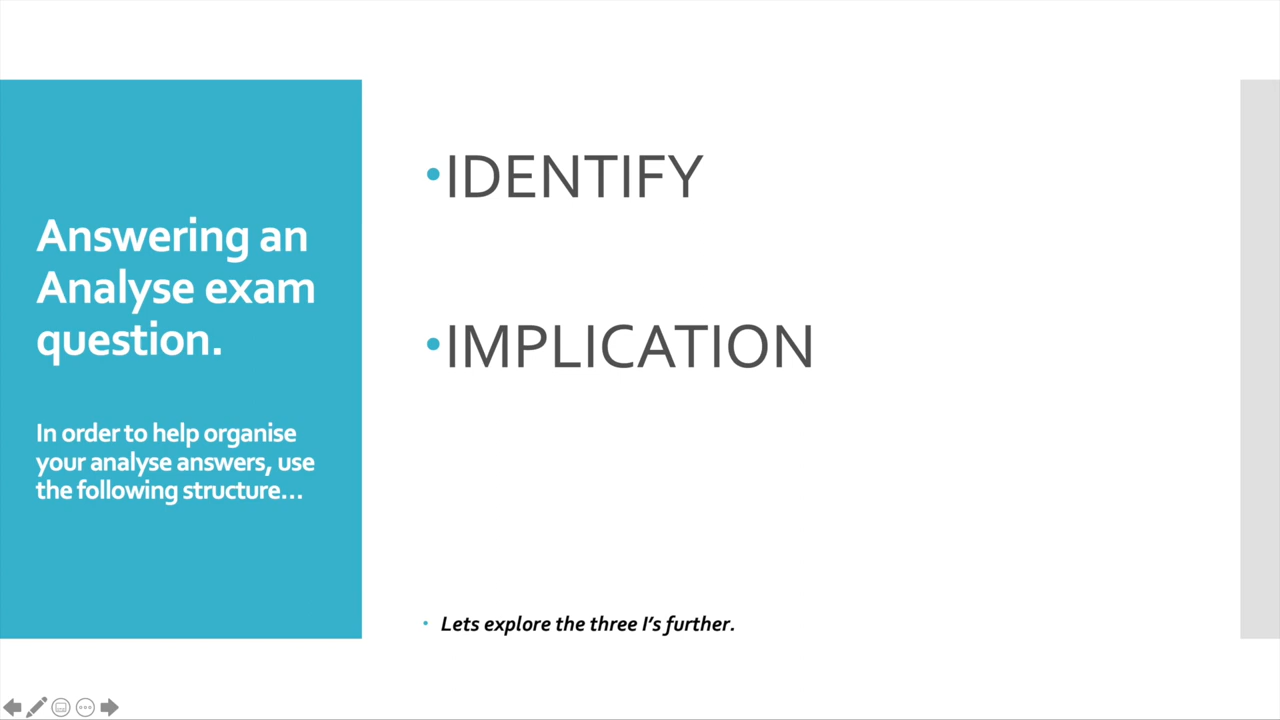 Answering an
Analyse exam
question.
In order to help organise
your analyse answers, use
the following structure...
•IDENTIFY
•IMPLICATION
• Lets explore the three I's further.